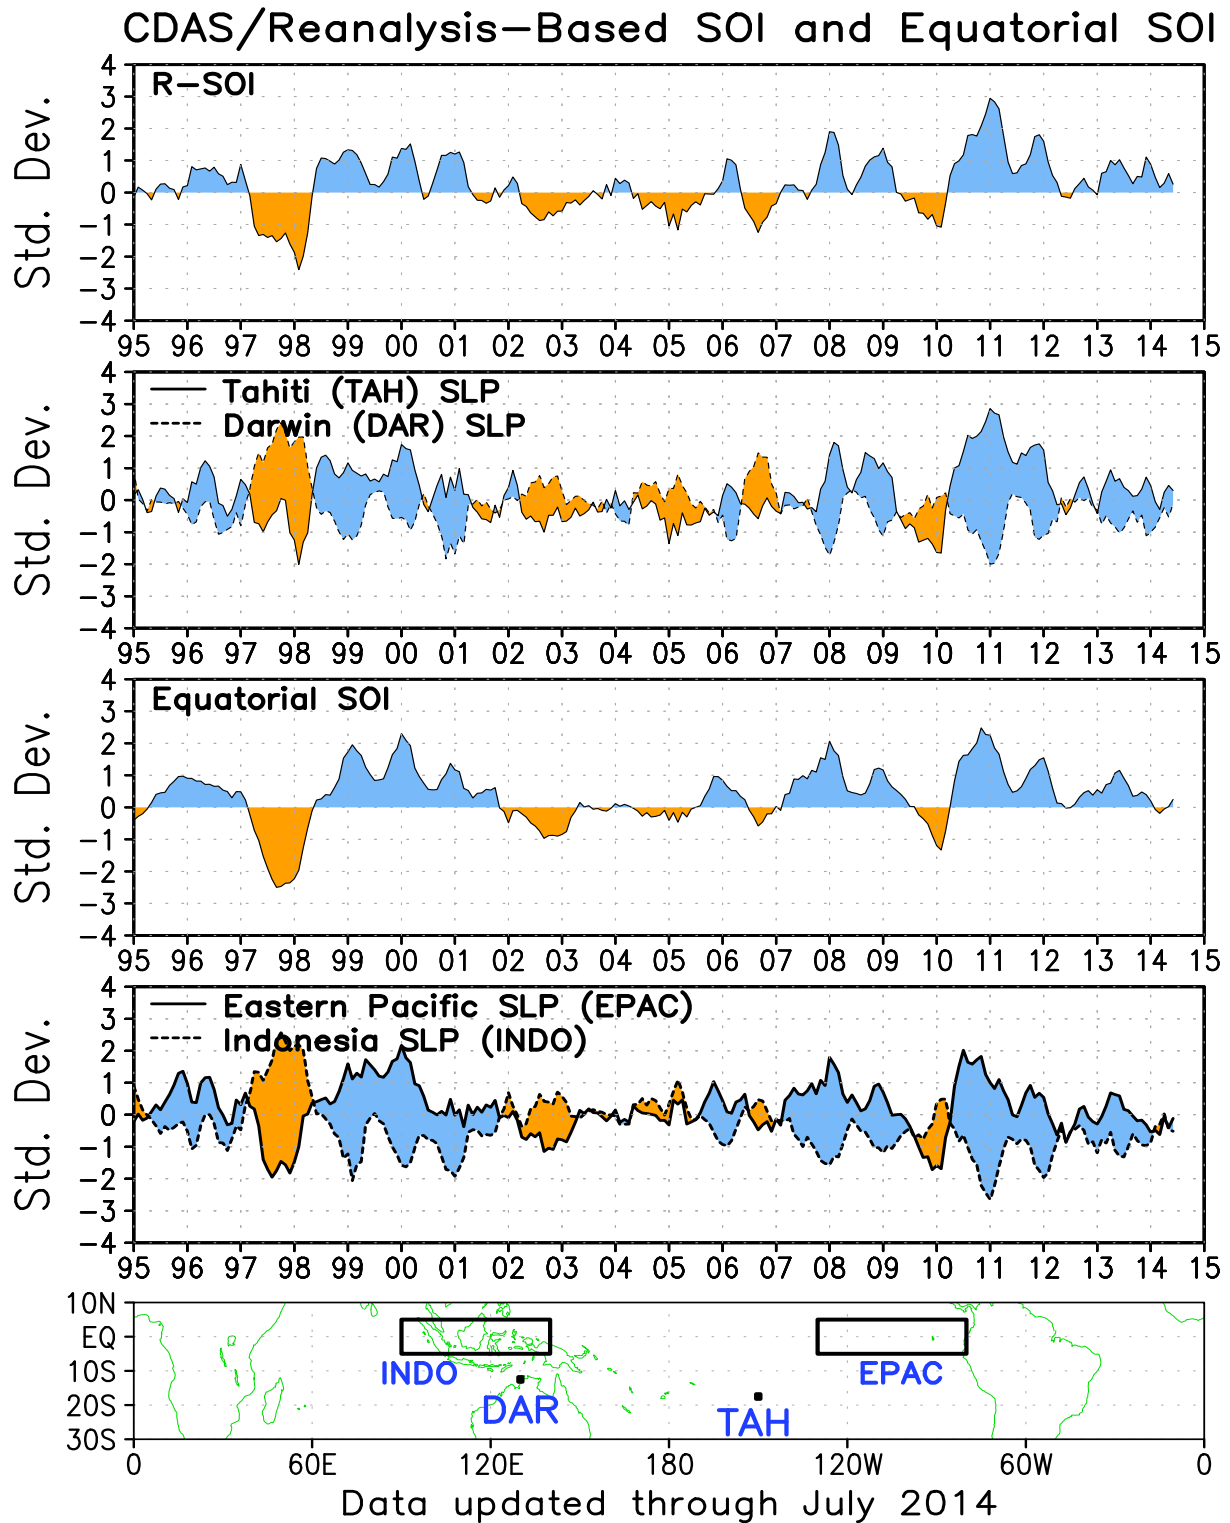 CDAS/Reanalysis-Based SOI and Equatorial SOI
R-SOI
Std. Dev.
4
3
2
1
0
-1
-2
-3
-4
95 96 97 98 99 00 01 02 03 04 05 06 07 08 09 10 11 12 13 14 15
Tahiti (TAH) SLP
Darwin (DAR) SLP
Std. Dev.
4
3
2
1
0
-1
-2
-3
-4
95 96 97 98 99 00 01 02 03 04 05 06 07 08 09 10 11 12 13 14 15
Equatorial SOI
Std. Dev.
4
3
2
1
0
-1
-2
-3
-4
95 96 97 98 99 00 01 02 03 04 05 06 07 08 09 10 11 12 13 14 15
Eastern Pacific SLP (EPAC)
Indonesia SLP (INDO)
Std. Dev.
4
3
2
1
0
-1
-2
-3
-4
95 96 97 98 99 00 01 02 03 04 05 06 07 08 09 10 11 12 13 14 15
10N
EQ
10S
20S
30S
INDO
EPAC
DAR
TAH
0 60E 120E 180 120W 60W 0
Data updated through July 2014